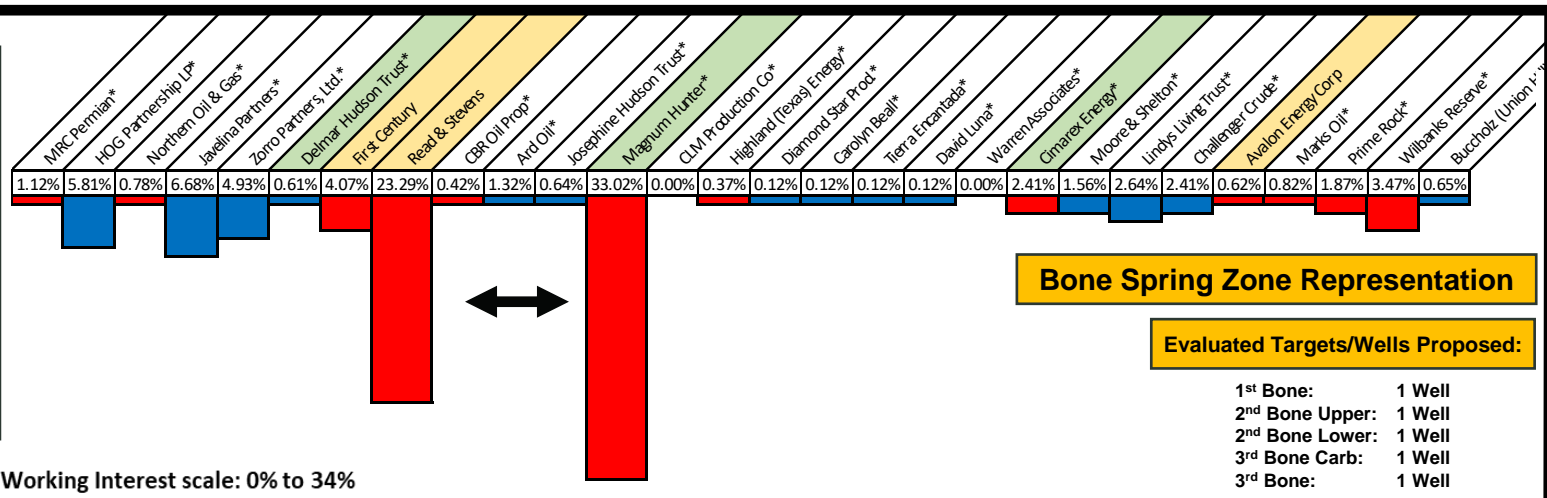 MRC Permian*
HOG Partnership LP*
Northern Oil & Gas*
Javelina Partners*
Zorro Partners, Ltd.*
Delmar Hudson Trust*
First Century
Read & Stevens
CBR Oil Prop*
Ard Oil*
Josephine Hudson Trust*
Magnum Hunter*
CLM Production Co*
Highland (Texas) Energy*
Diamond Star Prod*
Carolyn Beall*
Tierra Encantada*
David Luna*
Warren Associates*
Cimarex Energy*
Moore & Shelton*
Lindys Living Trust*
Challenger Crude*
Avalon Energy Corp
Marks Oil*
Prime Rock*
Wilbanks Reserve*
Buccholz (Union
1.12% 5.81% 0.78% 6.68% 4.93% 0.61% 4.07% 23.29% 0.42% 1.32% 0.64% 33.02% 0.00% 0.37% 0.12% 0.12% 0.12% 0.12% 0.00% 2.41% 1.56% 2.64% 2.41% 0.62% 0.82% 1.87% 3.47% 0.65%
Bone Spring Zone Representation
Evaluated Targets/Wells Proposed:
1st Bone: 1 Well
2nd Bone Upper: 1 Well
2nd Bone Lower: 1 Well
3rd Bone Carb: 1 Well
3rd Bone: 1 Well
Working Interest scale: 0% to 34%